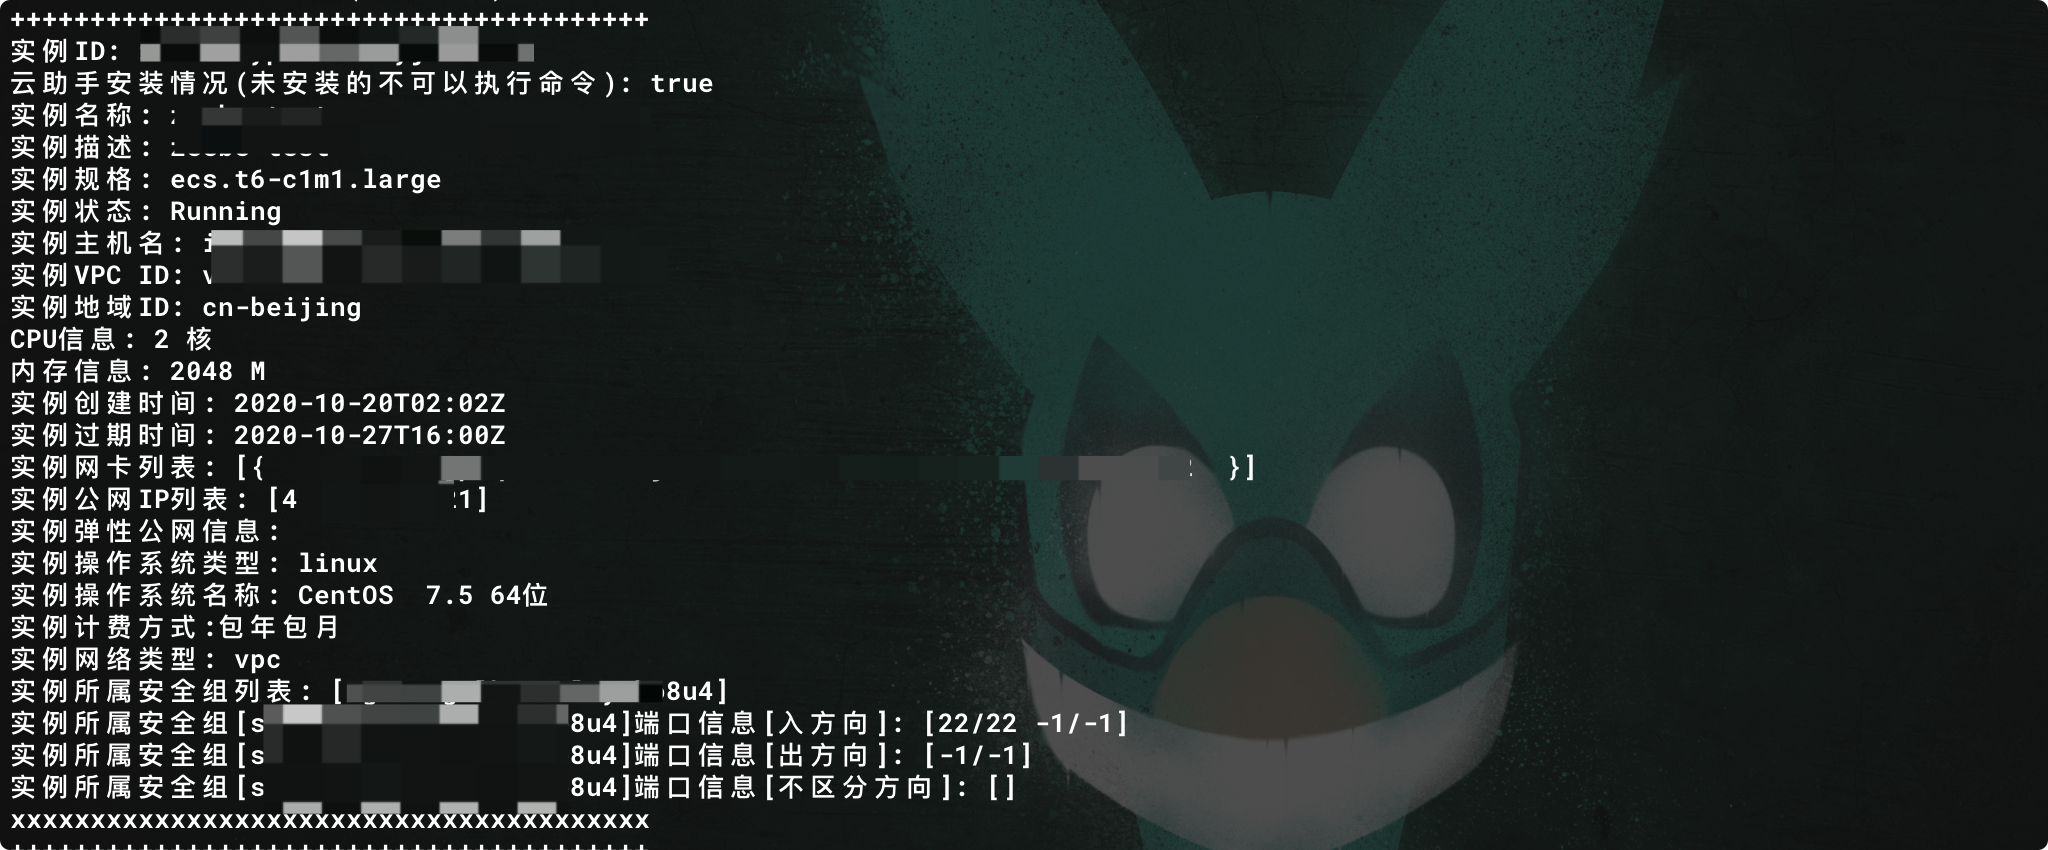 ++++++++++++++++++++++++++++++++++++++++
实例ID:
云助手安装情况(未安装的不可以执行命令): true
实例名称:
实例描述:
实例规格: ecs.t6-c1m1.large
实例状态: Running
实例主机名: i
实例VPC ID: v
实例地域ID: cn-beijing
CPU信息: 2 核
内存信息: 2048 M
实例创建时间: 2020-10-20T02:02Z
实例过期时间: 2020-10-27T16:00Z
实例网卡列表: [{ }]
实例公网IP列表: [4 1]
实例弹性公网信息:
实例操作系统类型: linux
实例操作系统名称: CentOS  7.5 64位
实例计费方式:包年包月
实例网络类型: vpc
实例所属安全组列表: [ 8u4]
实例所属安全组[s 8u4]端口信息[入方向]: [22/22 -1/-1]
实例所属安全组[s 8u4]端口信息[出方向]: [-1/-1]
实例所属安全组[s 8u4]端口信息[不区分方向]: []
xxxxxxxxxxxxxxxxxxxxxxxxxxxxxxxxxxxxxxxx